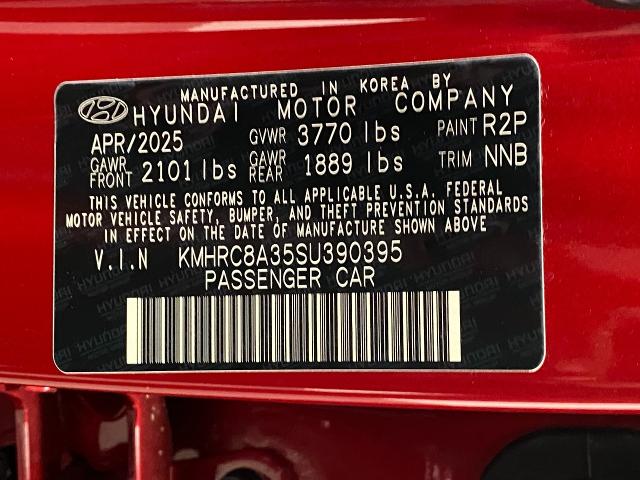 MANUFACTURED IN KOREA BY
HYUNDAI MOTOR COMPANY
APR/2025 GVWR 3770 lbs PAINT R2P
GAWR FRONT 2101 lbs GAWR REAR 1889 lbs TRIM NNB
THIS VEHICLE CONFORMS TO ALL APPLICABLE U.S.A. FEDERAL
MOTOR VEHICLE SAFETY, BUMPER, AND THEFT PREVENTION STANDARDS
IN EFFECT ON THE DATE OF MANUFACTURE SHOWN ABOVE
V.I.N KMHRC8A35SU390395
PASSENGER CAR